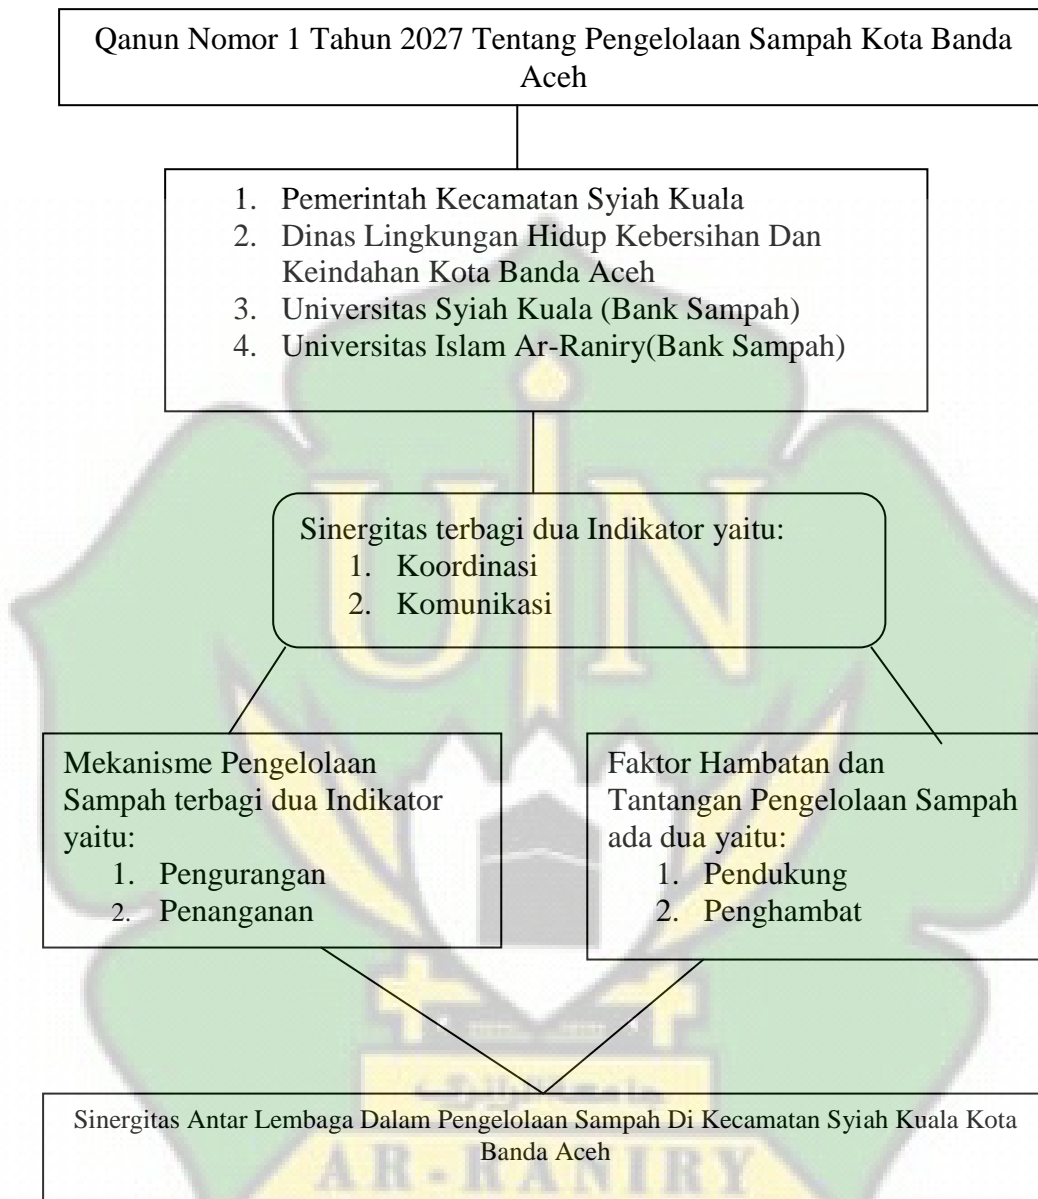 Qanun Nomor 1 Tahun 2027 Tentang Pengelolaan Sampah Kota Banda
Aceh
1. Pemerintah Kecamatan Syiah Kuala
2. Dinas Lingkungan Hidup Kebersihan Dan
Keindahan Kota Banda Aceh
3. Universitas Syiah Kuala (Bank Sampah)
4. Universitas Islam Ar-Raniry(Bank Sampah)
Sinergitas terbagi dua Indikator yaitu:
1. Koordinasi
2. Komunikasi
UIN
Mekanisme Pengelolaan
Sampah terbagi dua Indikator
yaitu:
1. Pengurangan
2. Penanganan
Faktor Hambatan dan
Tantangan Pengelolaan Sampah
ada dua yaitu:
1. Pendukung
2. Penghambat
جامعة الرانري
Sinergitas Antar Lembaga Dalam Pengelolaan Sampah Di Kecamatan Syiah Kuala Kota
Banda Aceh
AR-RANIRY